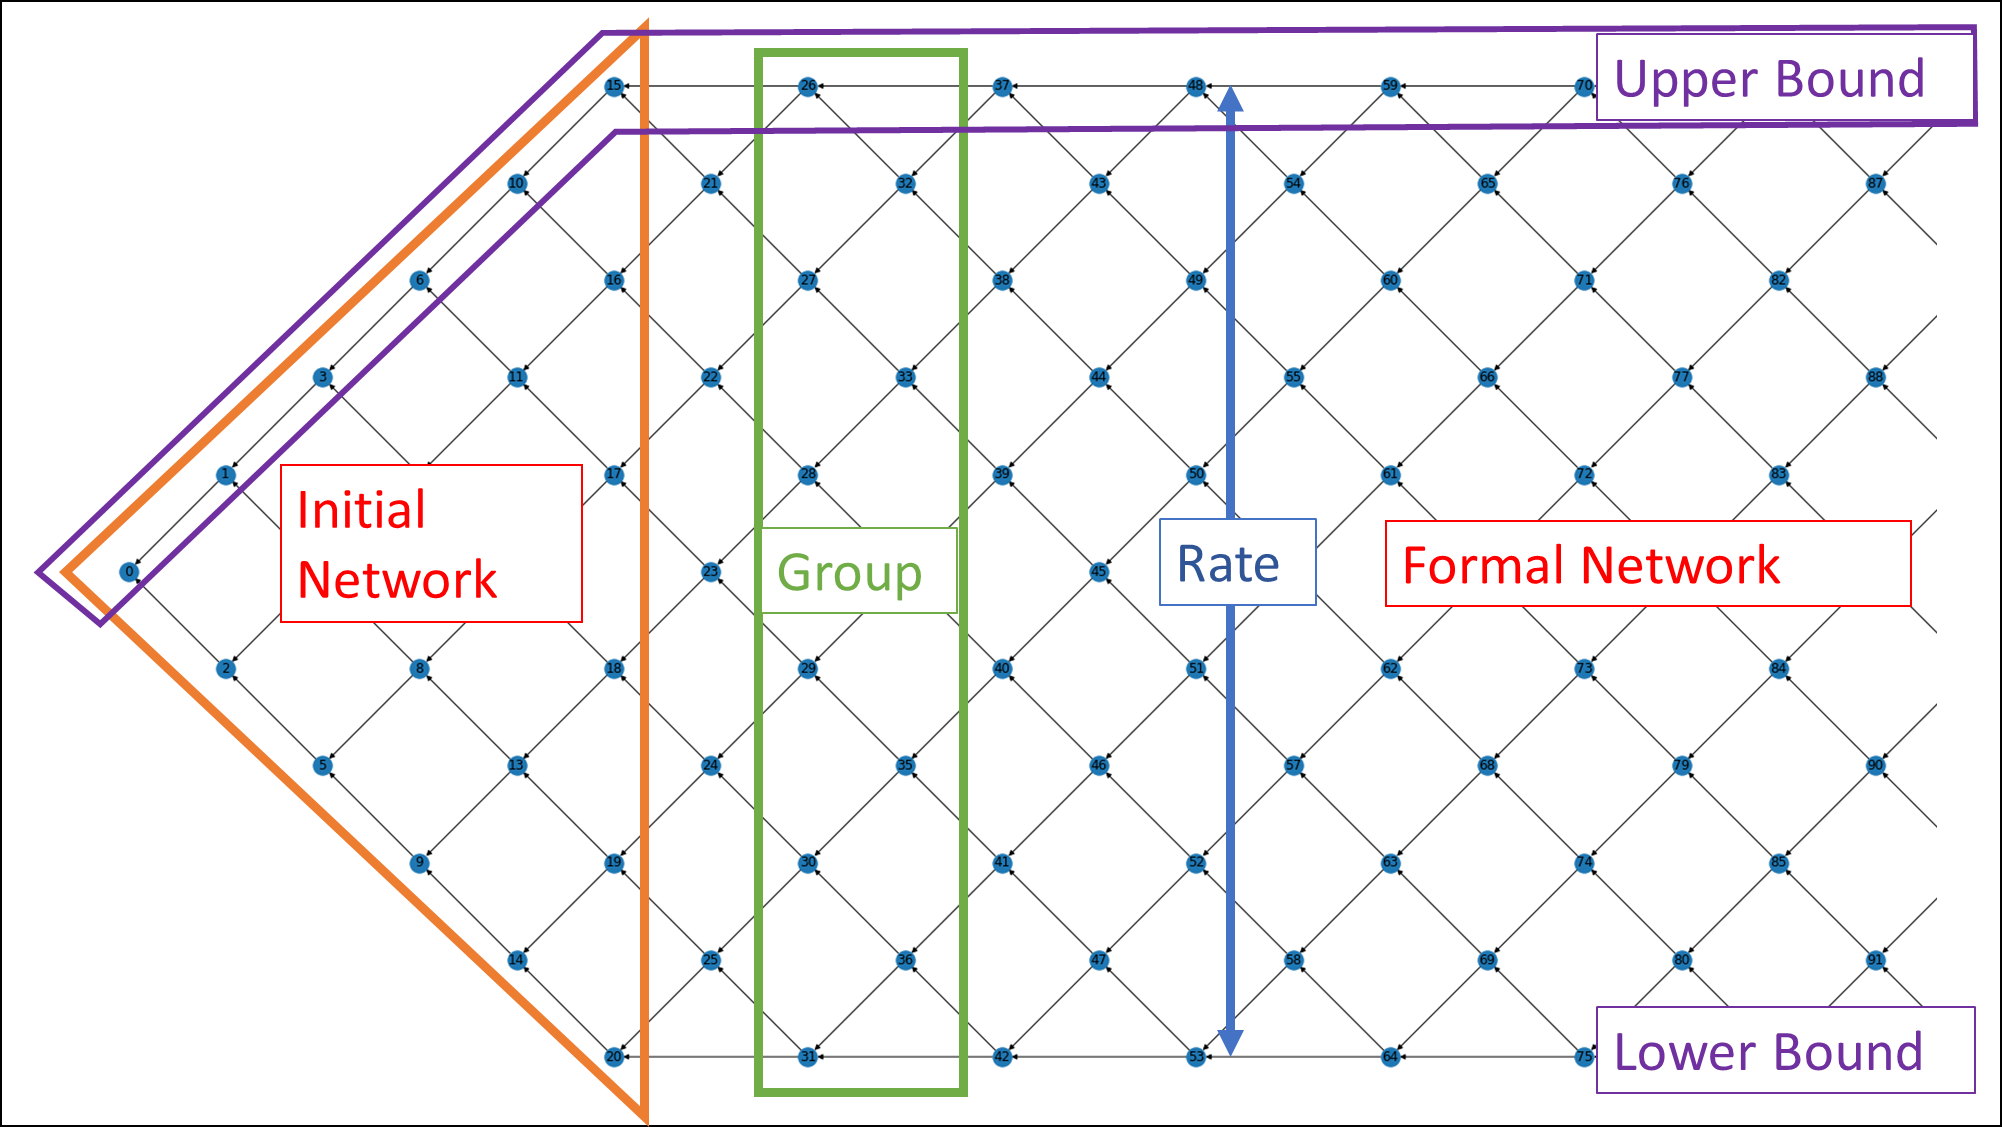 Upper Bound
15 26 37 48 59 70
10 21 32 43 54 65 76 87
6 16 27 38 49 60 71 82
3 11 22 33 44 55 66 77 88
1 17 28 39 50 61 72 83
Initial
Network
Group
Rate
Formal Network
0 23 45
2 8 18 29 40 51 62 73 84
5 13 24 35 46 57 68 79 90
9 19 30 41 52 63 74 85
14 25 36 47 58 69 80 91
20 31 42 53 64 75
Lower Bound